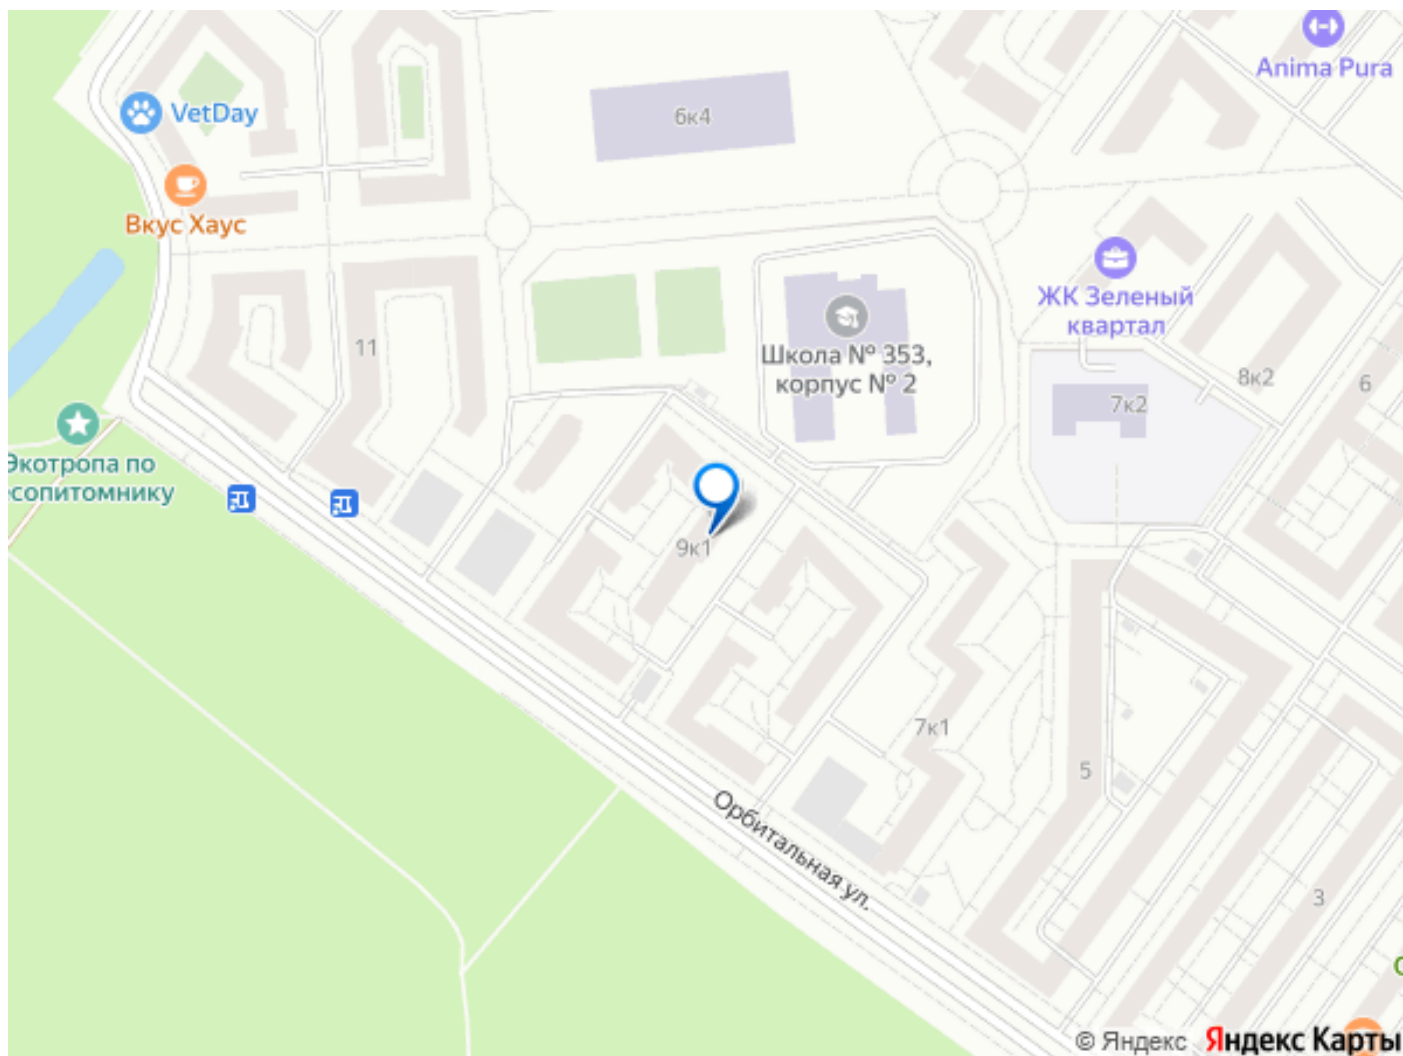 Anima Pura
VetDay
6к4
Вкус Хаус
ЖК Зеленый
квартал
11
Школа № 353,
корпус № 2
8к2
6
7к2
Экотропа по
есопитомнику
9к1
7к1
5
Орбитальная ул.
3
© Яндекс Яндекс Карты